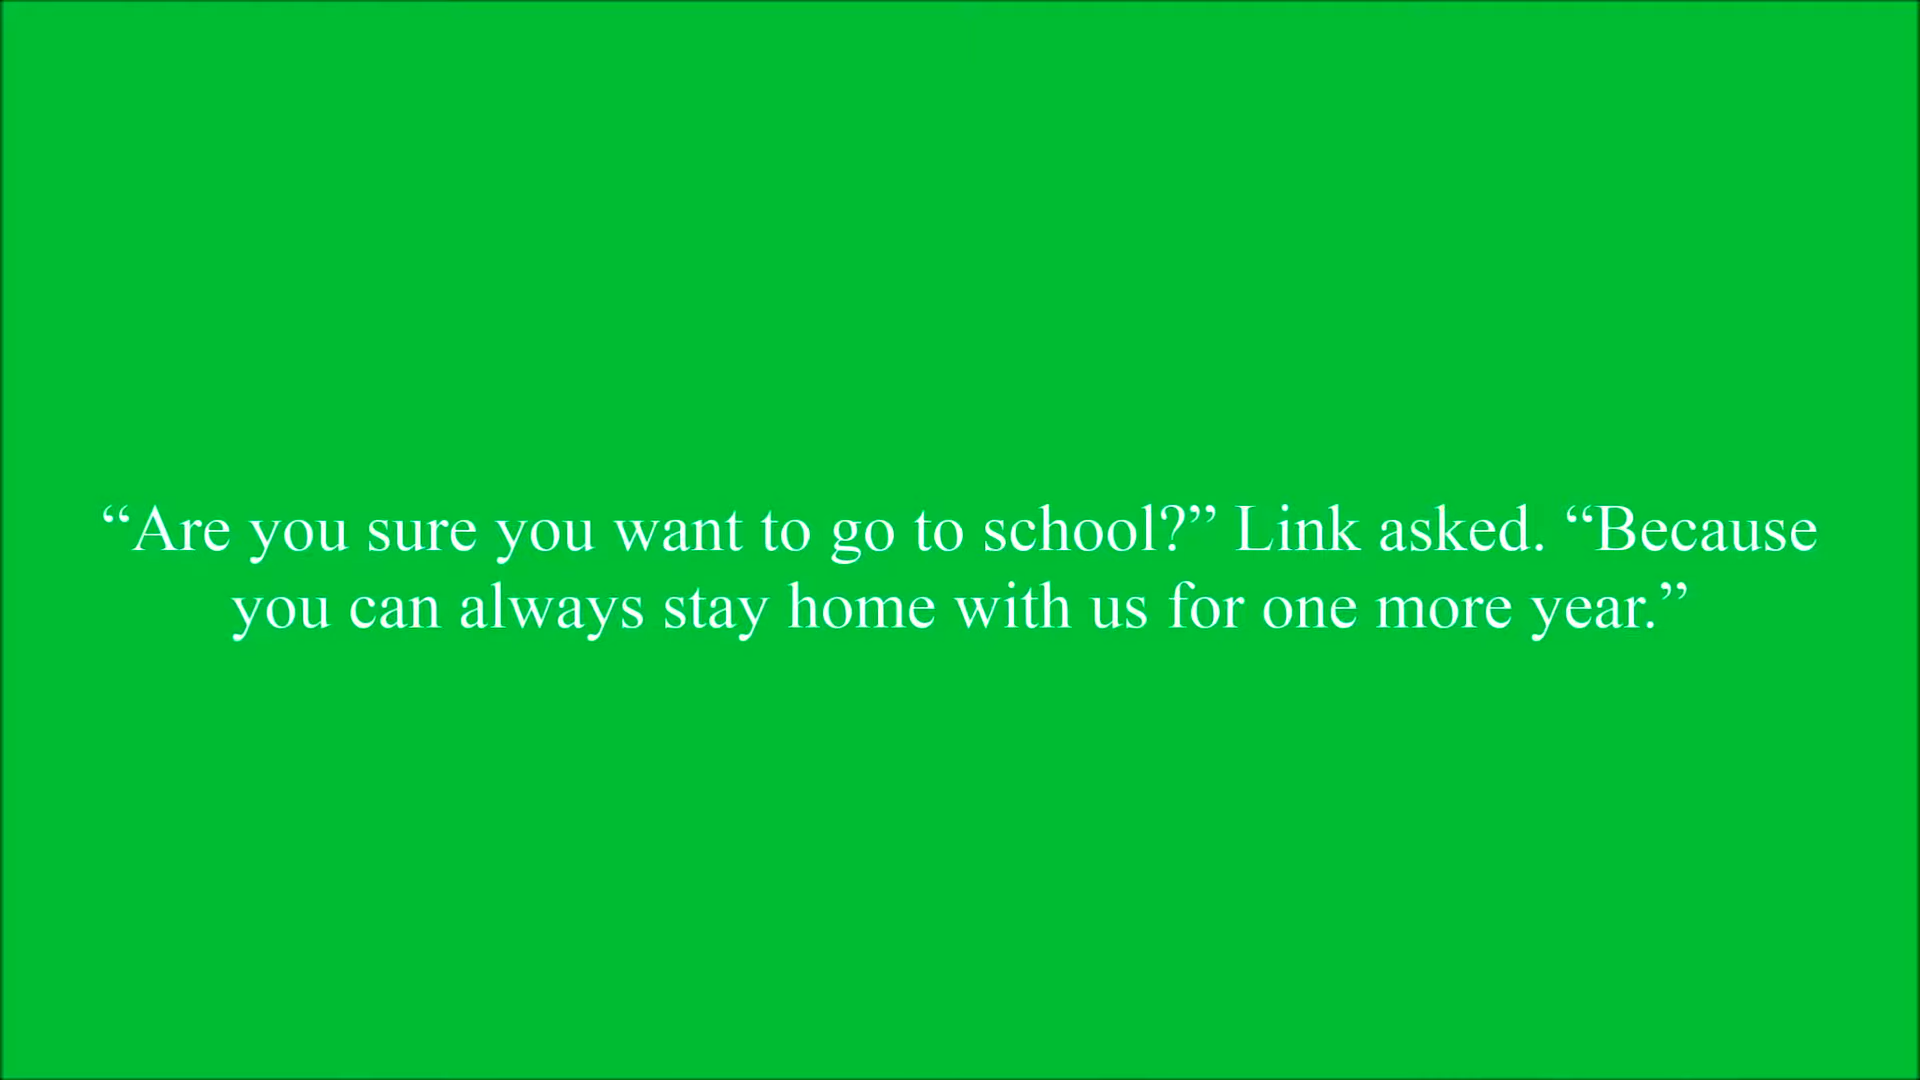 “Are you sure you want to go to school?” Link asked. “Because
you can always stay home with us for one more year.”